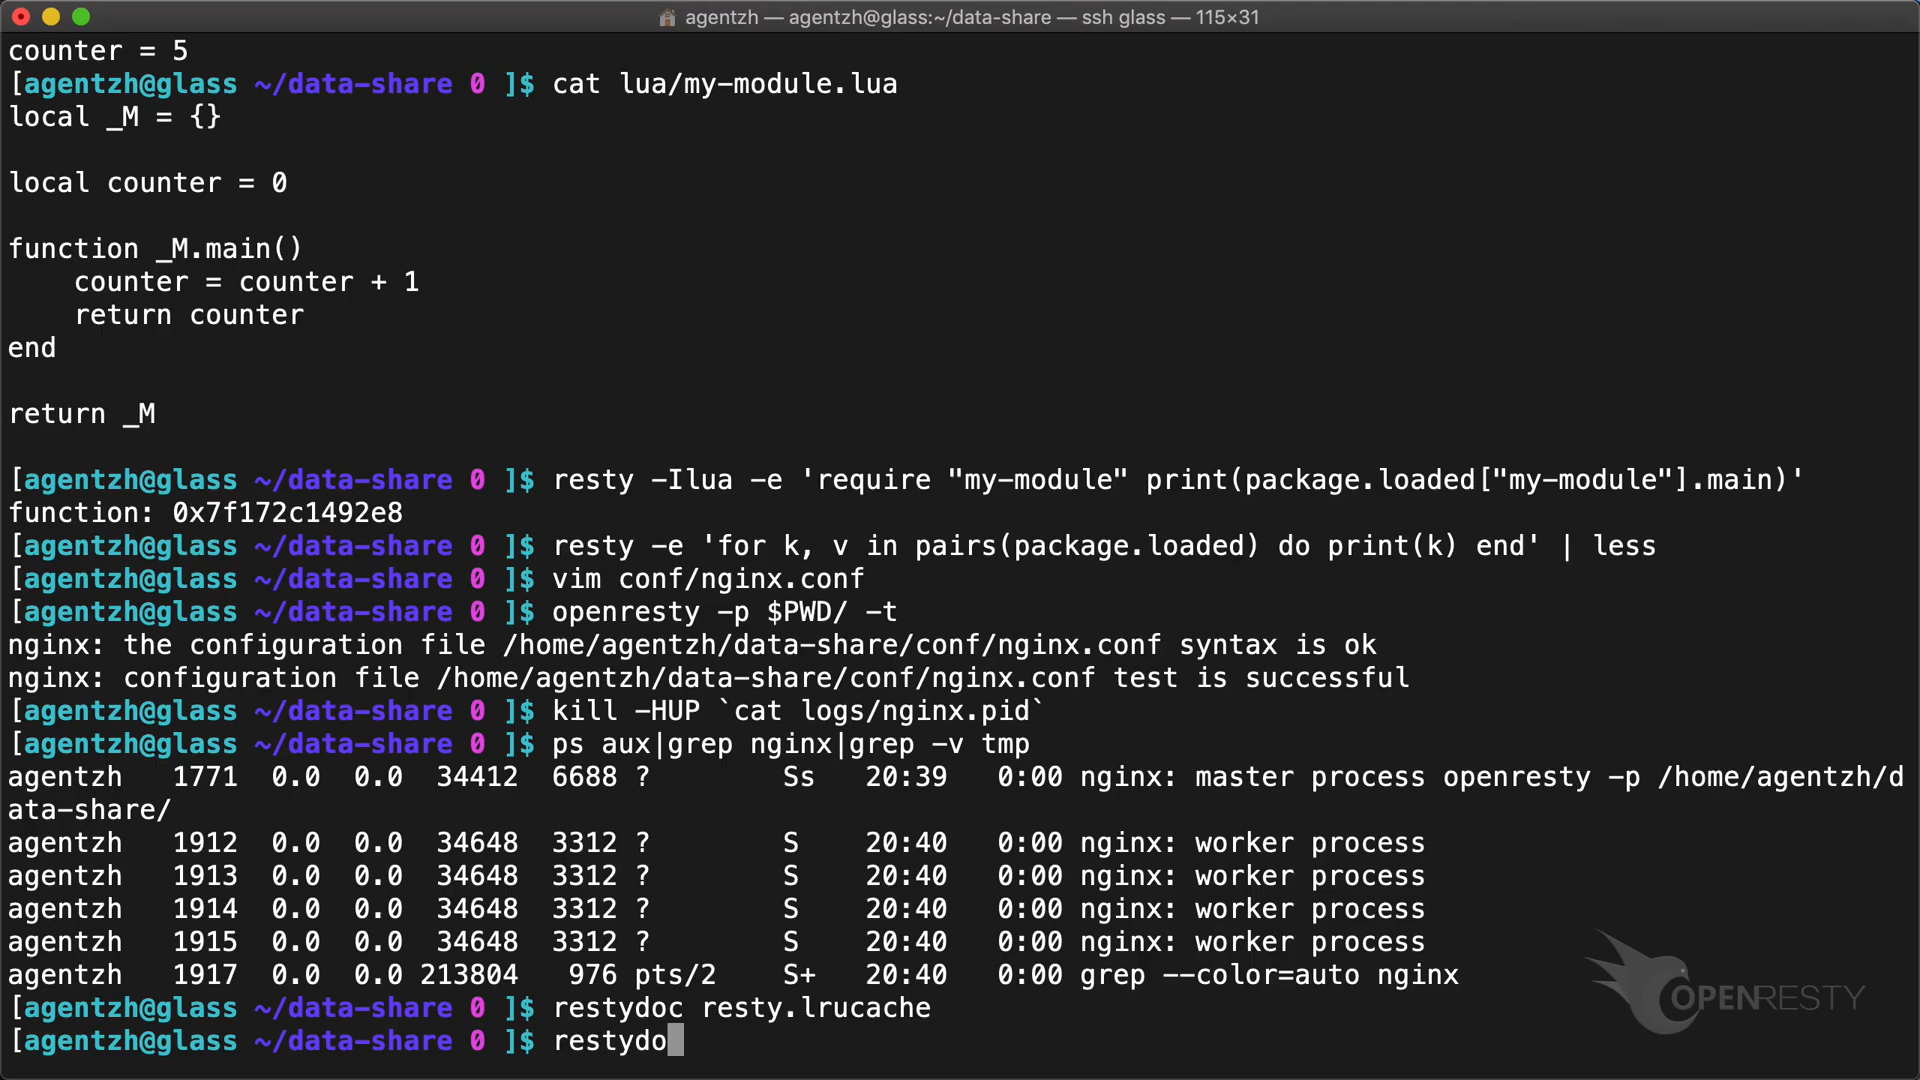 agentzh — agentzh@glass:~/data-share — ssh glass — 115×31
counter = 5
[agentzh@glass ~/data-share 0 ]$ cat lua/my-module.lua
local _M = {}
local counter = 0
function _M.main()
    counter = counter + 1
    return counter
end
return _M
[agentzh@glass ~/data-share 0 ]$ resty -Ilua -e 'require "my-module" print(package.loaded["my-module"].main)'
function: 0x7f172c1492e8
[agentzh@glass ~/data-share 0 ]$ resty -e 'for k, v in pairs(package.loaded) do print(k) end' | less
[agentzh@glass ~/data-share 0 ]$ vim conf/nginx.conf
[agentzh@glass ~/data-share 0 ]$ openresty -p $PWD/ -t
nginx: the configuration file /home/agentzh/data-share/conf/nginx.conf syntax is ok
nginx: configuration file /home/agentzh/data-share/conf/nginx.conf test is successful
[agentzh@glass ~/data-share 0 ]$ kill -HUP `cat logs/nginx.pid`
[agentzh@glass ~/data-share 0 ]$ ps aux|grep nginx|grep -v tmp
agentzh   1771  0.0  0.0  34412  6688 ?        Ss   20:39   0:00 nginx: master process openresty -p /home/agentzh/d
ata-share/
agentzh   1912  0.0  0.0  34648  3312 ?        S    20:40   0:00 nginx: worker process
agentzh   1913  0.0  0.0  34648  3312 ?        S    20:40   0:00 nginx: worker process
agentzh   1914  0.0  0.0  34648  3312 ?        S    20:40   0:00 nginx: worker process
agentzh   1915  0.0  0.0  34648  3312 ?        S    20:40   0:00 nginx: worker process
agentzh   1917  0.0  0.0 213804   976 pts/2    S+   20:40   0:00 grep --color=auto nginx
[agentzh@glass ~/data-share 0 ]$ restydoc resty.lrucache
[agentzh@glass ~/data-share 0 ]$ restydo
OPENRESTY